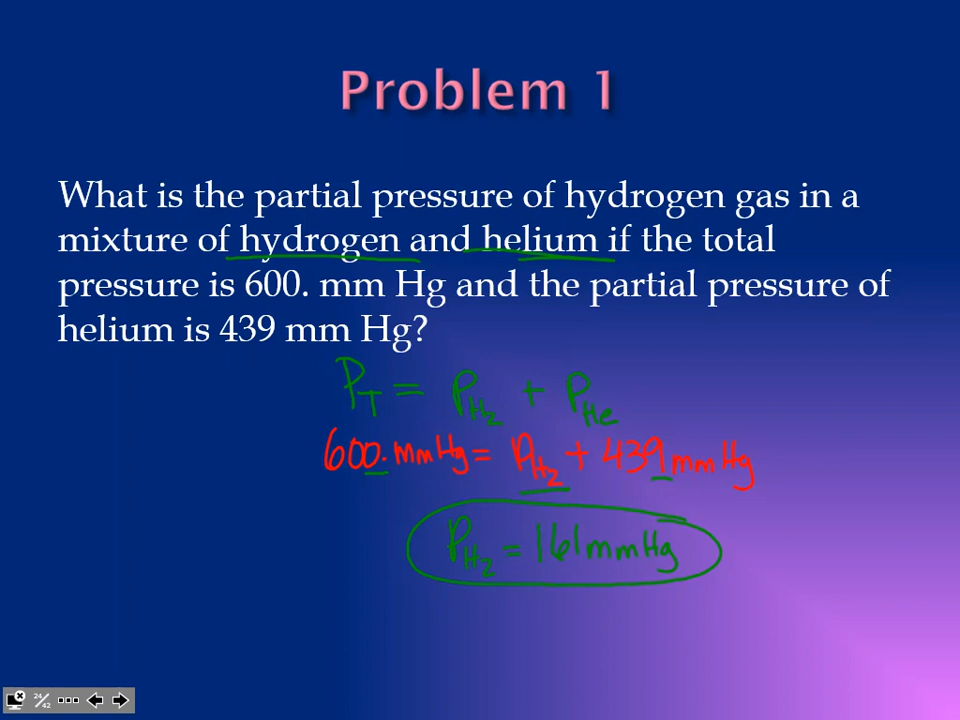 Problem 1
What is the partial pressure of hydrogen gas in a
mixture of hydrogen and helium if the total
pressure is 600. mm Hg and the partial pressure of
helium is 439 mm Hg?
PT = PH2 + PHe
600. mmHg = PH2 + 439 mmHg
PH2 = 161 mmHg
24/42